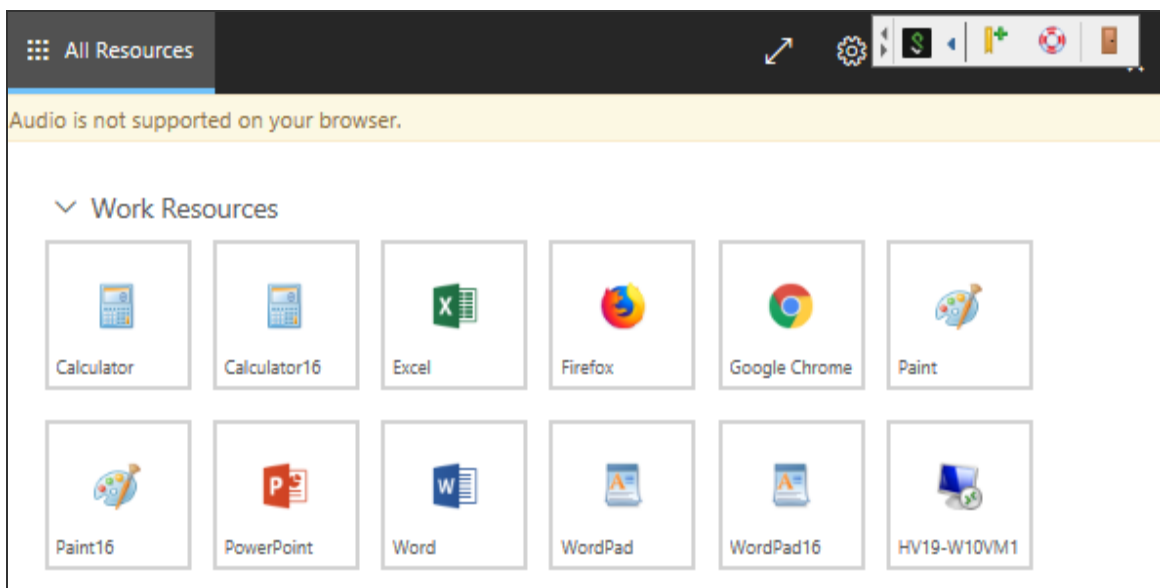 All Resources
Audio is not supported on your browser.
Work Resources
Calculator
Calculator16
Excel
Firefox
Google Chrome
Paint
Paint16
PowerPoint
Word
WordPad
WordPad16
HV19-W10VM1